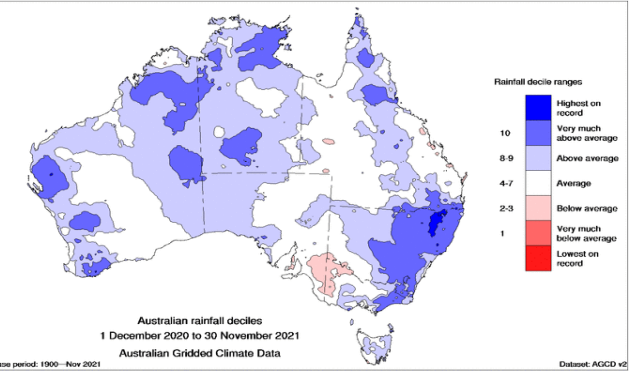 Rainfall decile ranges
Highest on
record
10
Very much
above average
8-9
Above average
4-7
Average
2-3
Below average
1
Very much
below average
Lowest on
record
Australian rainfall deciles
1 December 2020 to 30 November 2021
Australian Gridded Climate Data
se period: 1900—Nov 2021
Dataset: AGCD v2